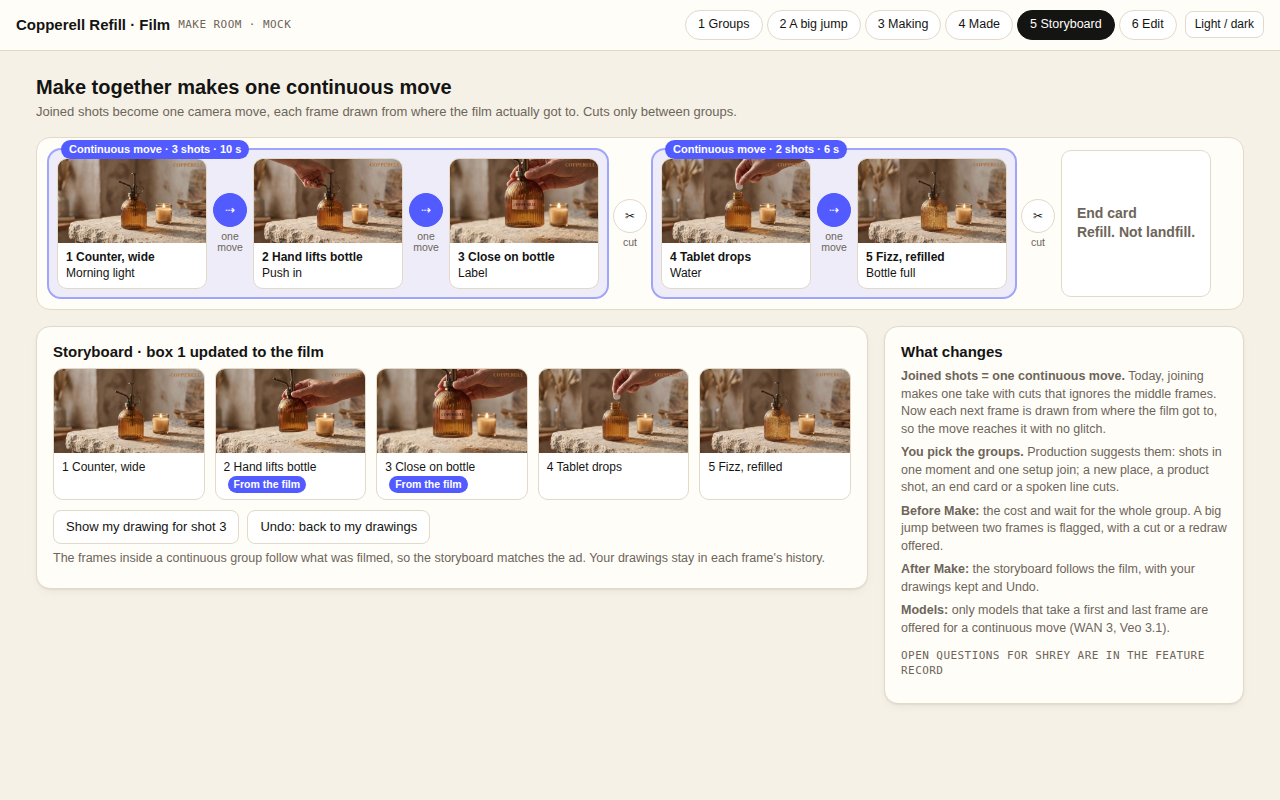 Copperell Refill · Film MAKE ROOM · MOCK
1 Groups
2 A big jump
3 Making
4 Made
5 Storyboard
6 Edit
Light / dark
Make together makes one continuous move
Joined shots become one camera move, each frame drawn from where the film actually got to. Cuts only between groups.
Continuous move · 3 shots · 10 s
1 Counter, wide
Morning light
⇢
one
move
2 Hand lifts bottle
Push in
⇢
one
move
3 Close on bottle
Label
✂
cut
Continuous move · 2 shots · 6 s
4 Tablet drops
Water
⇢
one
move
5 Fizz, refilled
Bottle full
✂
cut
End card
Refill. Not landfill.
Storyboard · box 1 updated to the film
COPPERELL
1 Counter, wide
2 Hand lifts bottle
From the film
COPPERELL
3 Close on bottle
From the film
COPPERELL
4 Tablet drops
COPPERELL
5 Fizz, refilled
Show my drawing for shot 3
Undo: back to my drawings
The frames inside a continuous group follow what was filmed, so the storyboard matches the ad. Your drawings stay in each frame's history.
What changes
Joined shots = one continuous move. Today, joining
makes one take with cuts that ignores the middle frames.
Now each next frame is drawn from where the film got to,
so the move reaches it with no glitch.
You pick the groups. Production suggests them: shots in
one moment and one setup join; a new place, a product
shot, an end card or a spoken line cuts.
Before Make: the cost and wait for the whole group. A big
jump between two frames is flagged, with a cut or a redraw
offered.
After Make: the storyboard follows the film, with your
drawings kept and Undo.
Models: only models that take a first and last frame are
offered for a continuous move (WAN 3, Veo 3.1).
OPEN QUESTIONS FOR SHREY ARE IN THE FEATURE
RECORD